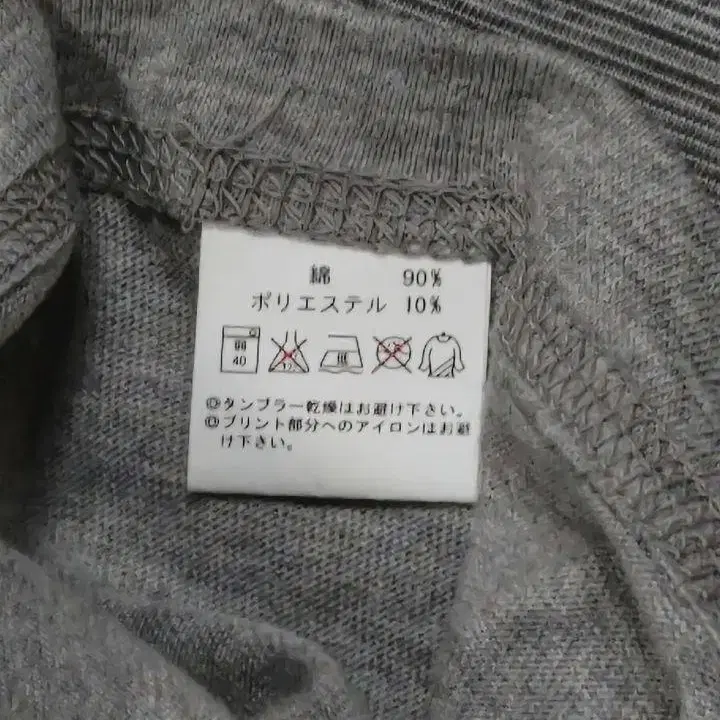 綿 90%
ポリエステル 10%
弱
40
◎タンブラー乾燥はお避け下さい。
◎プリント部分へのアイロンはお避
け下さい。